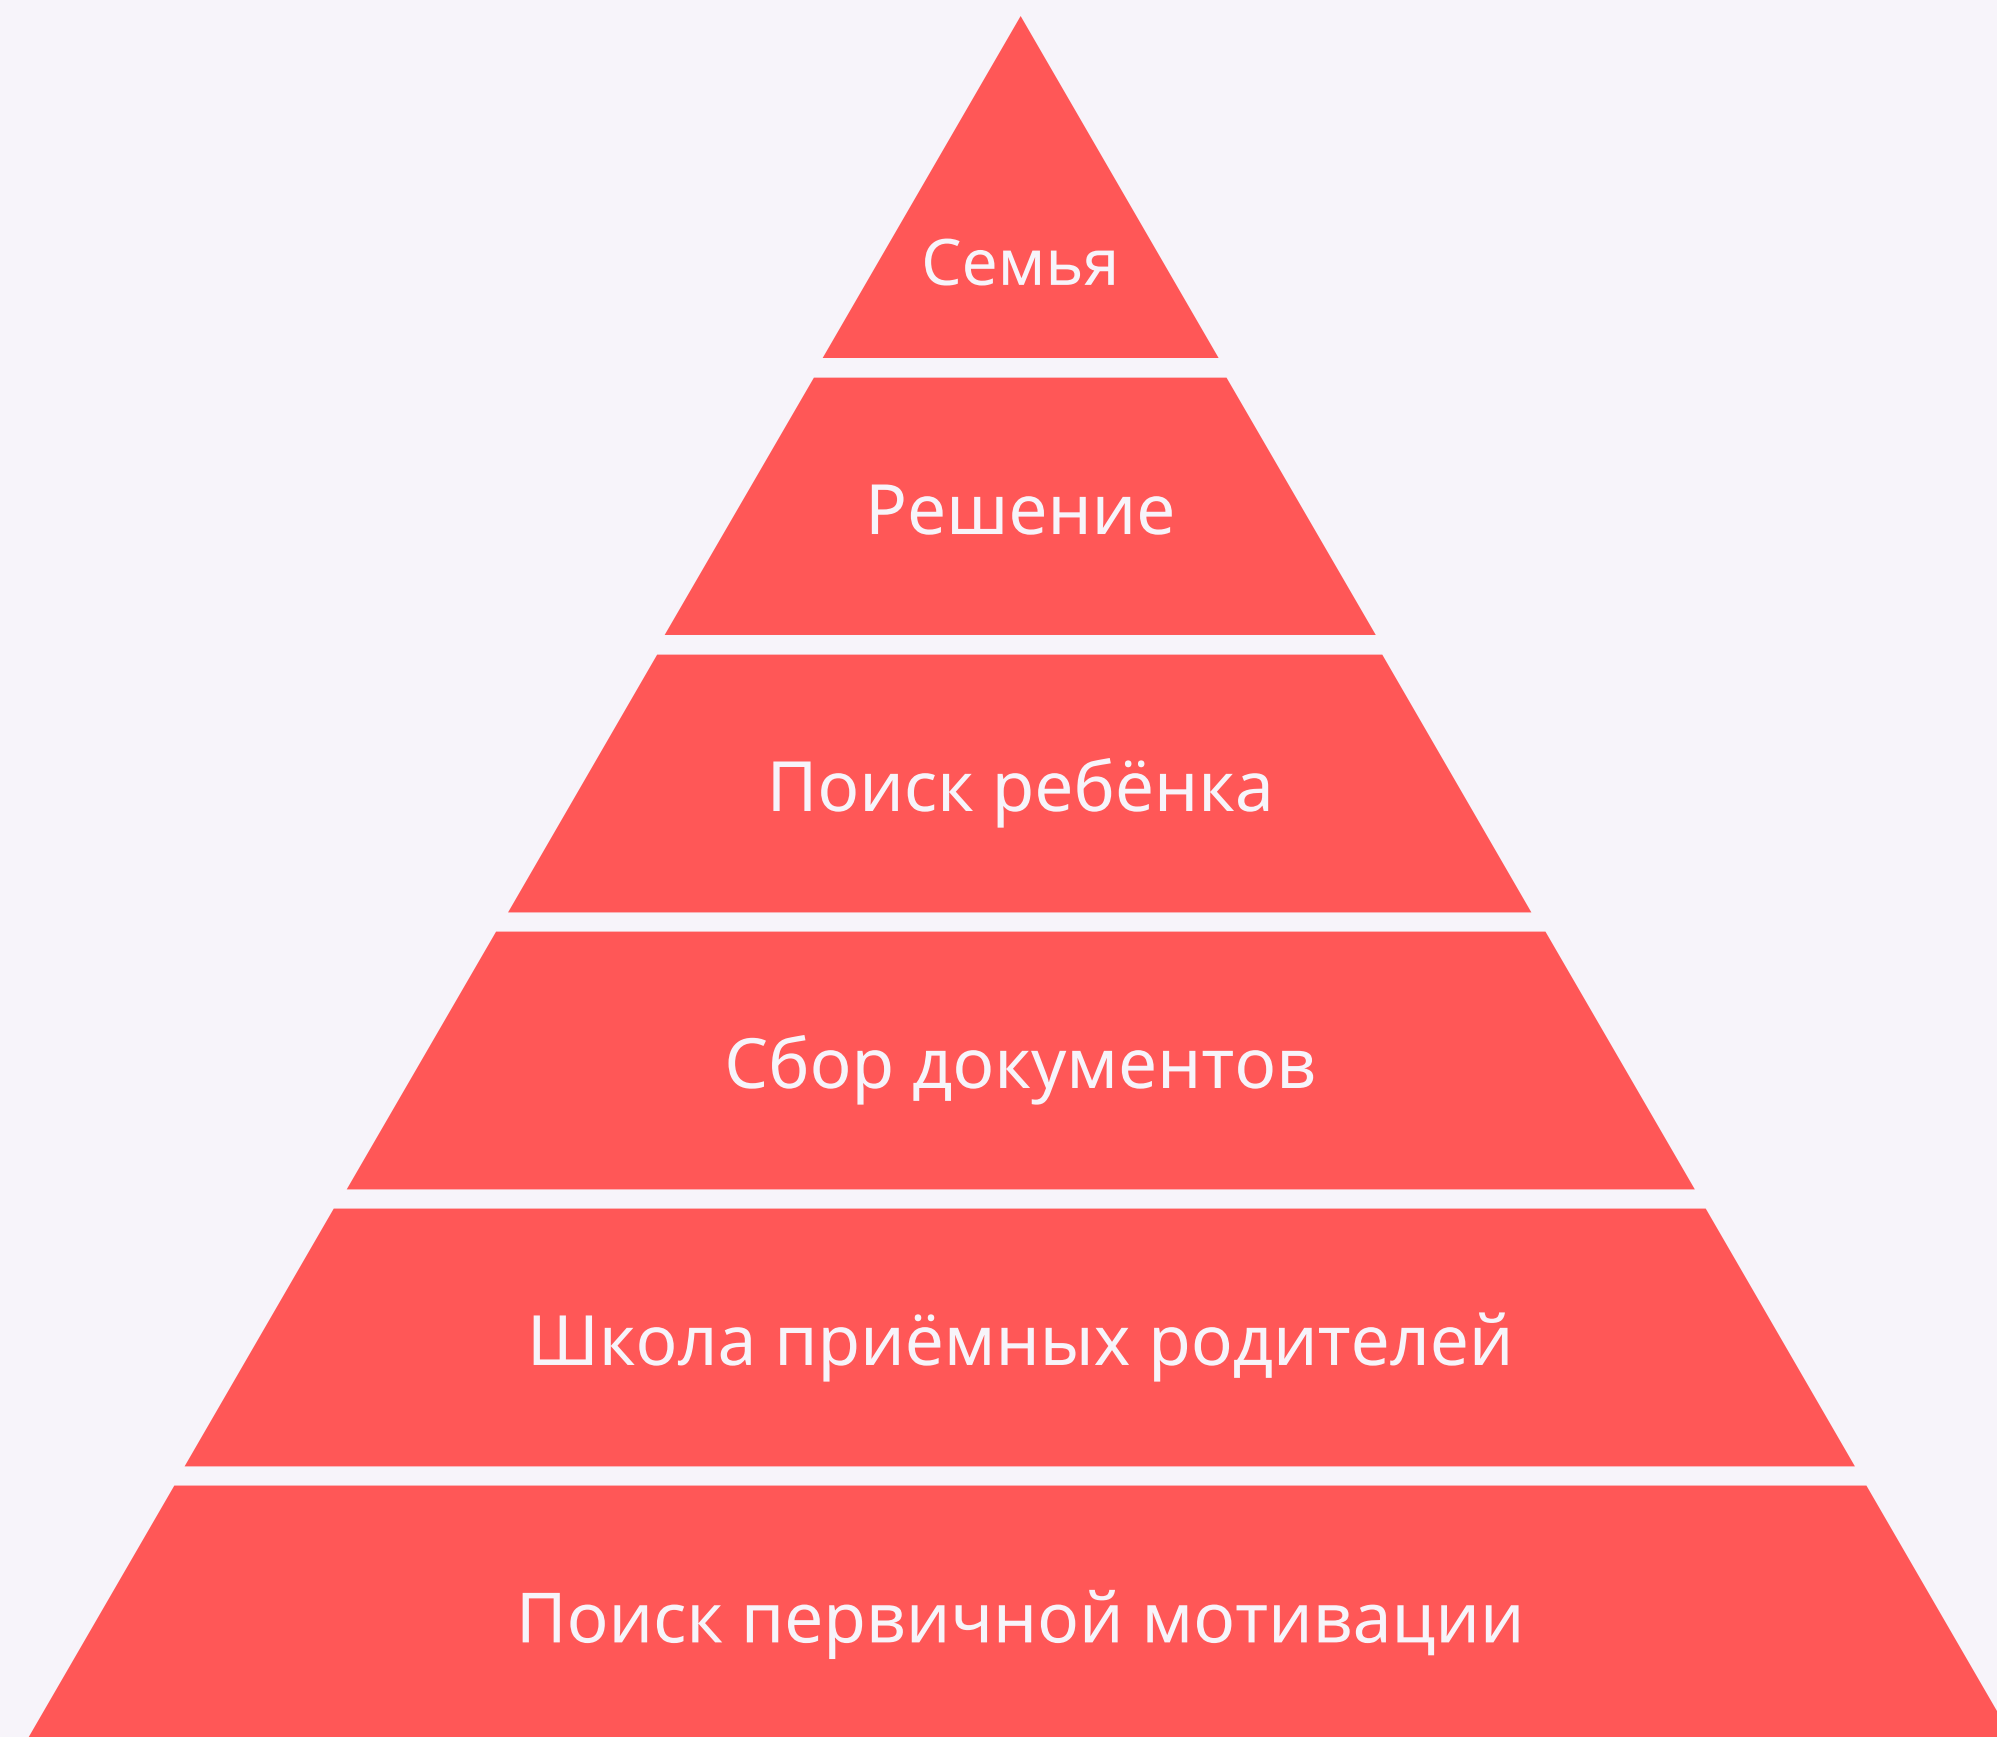 Семья
Решение
Поиск ребёнка
Сбор документов
Школа приёмных родителей
Поиск первичной мотивации